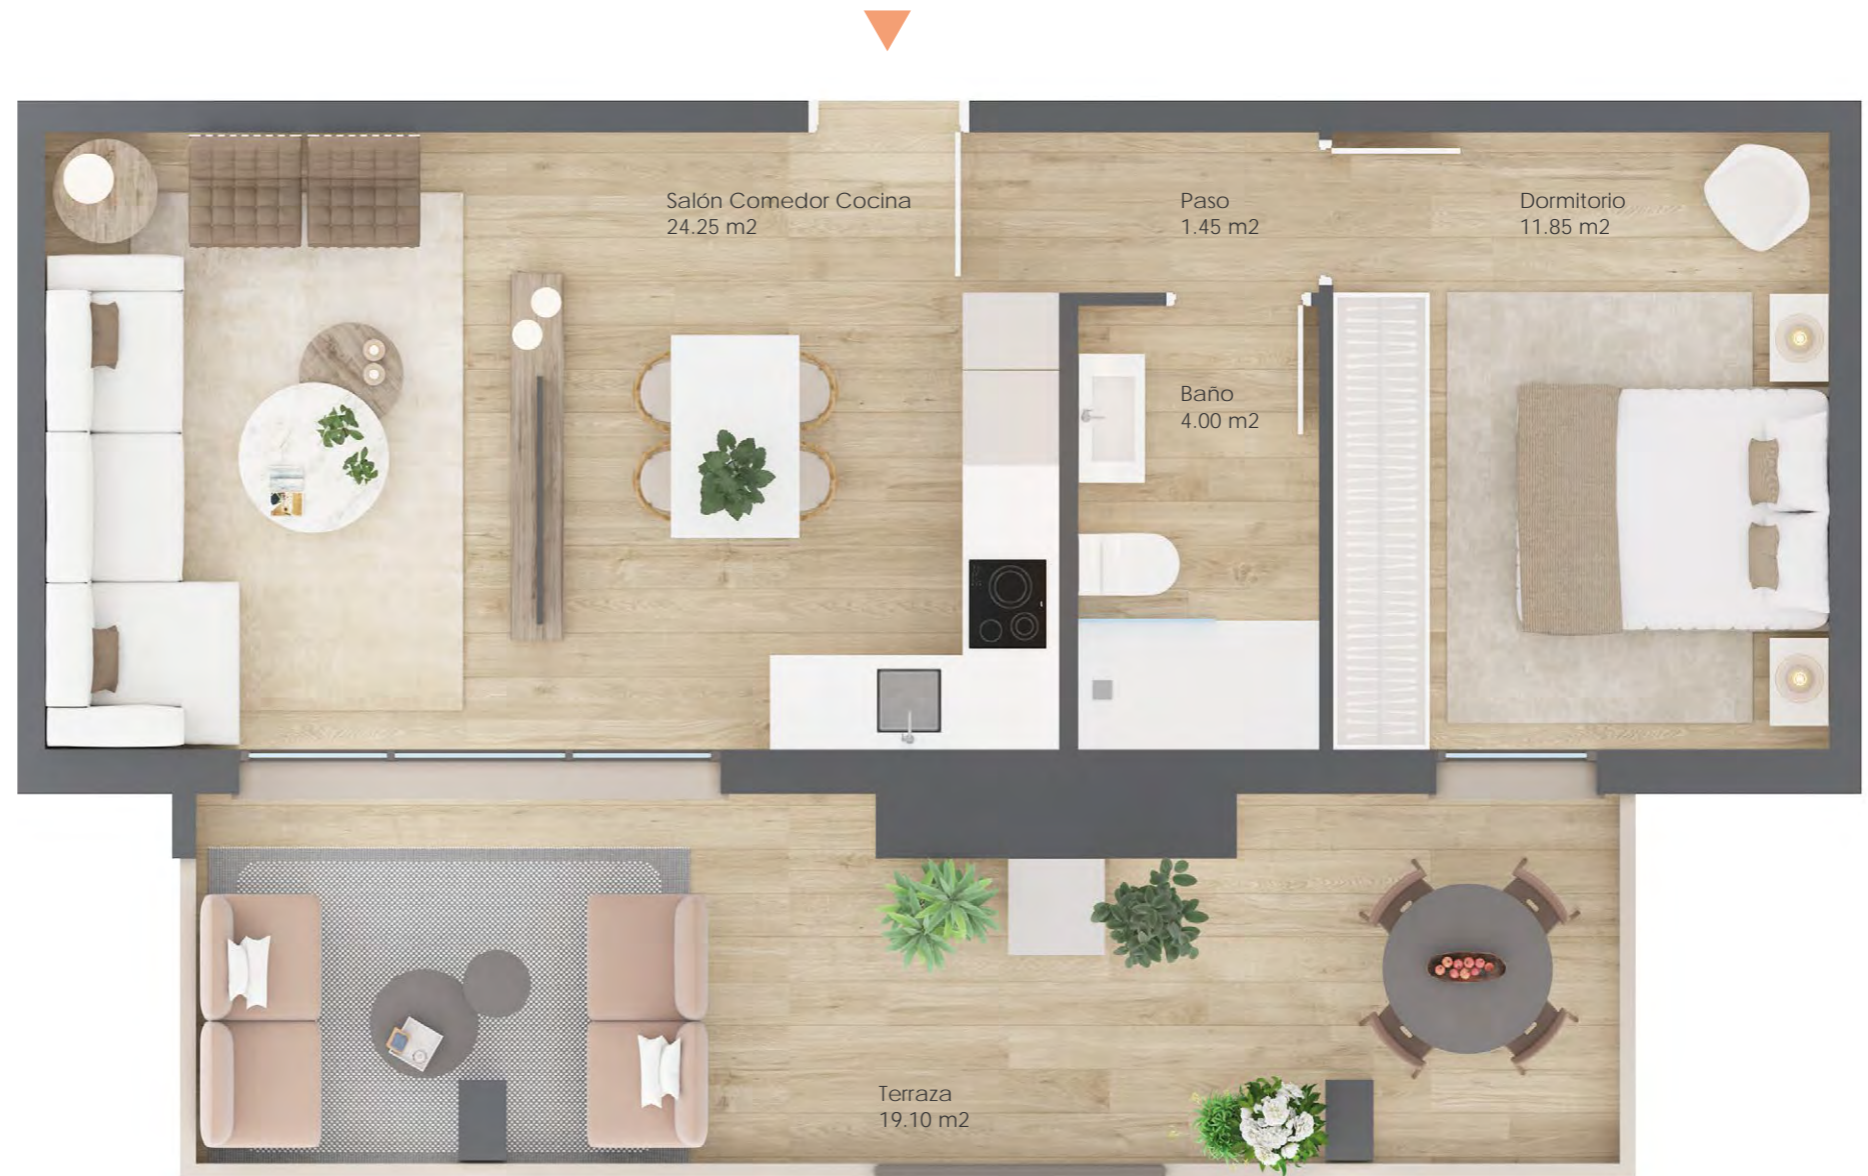 Salón Comedor Cocina
24.25 m2
Paso
1.45 m2
Dormitorio
11.85 m2
Baño
4.00 m2
Terraza
19.10 m2